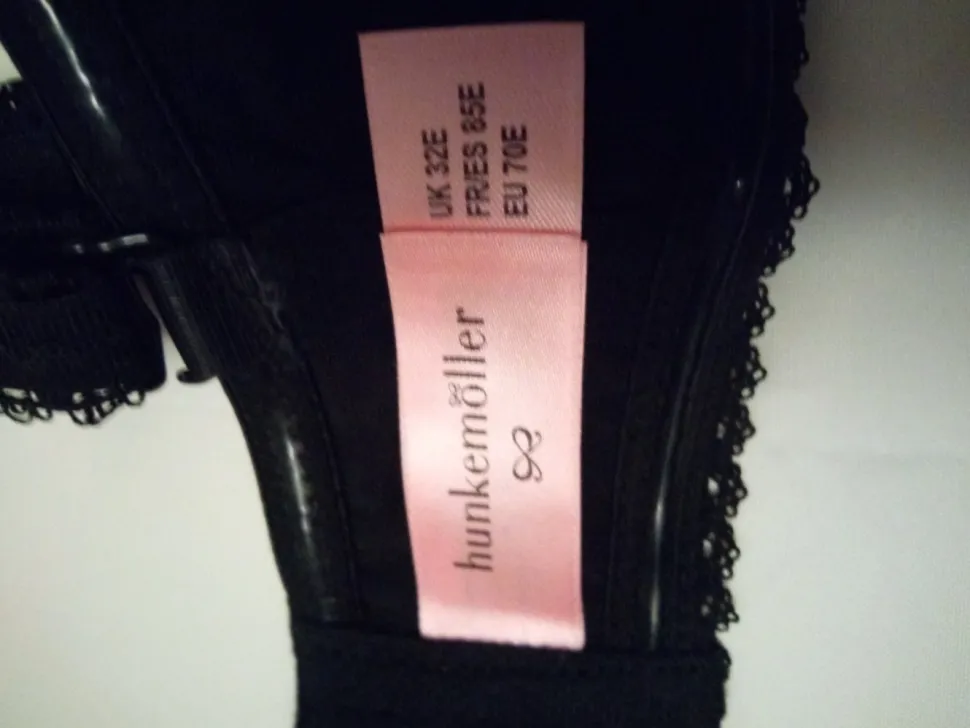 UK 32E
FR/ES 85E
EU 70E
hunkemöller